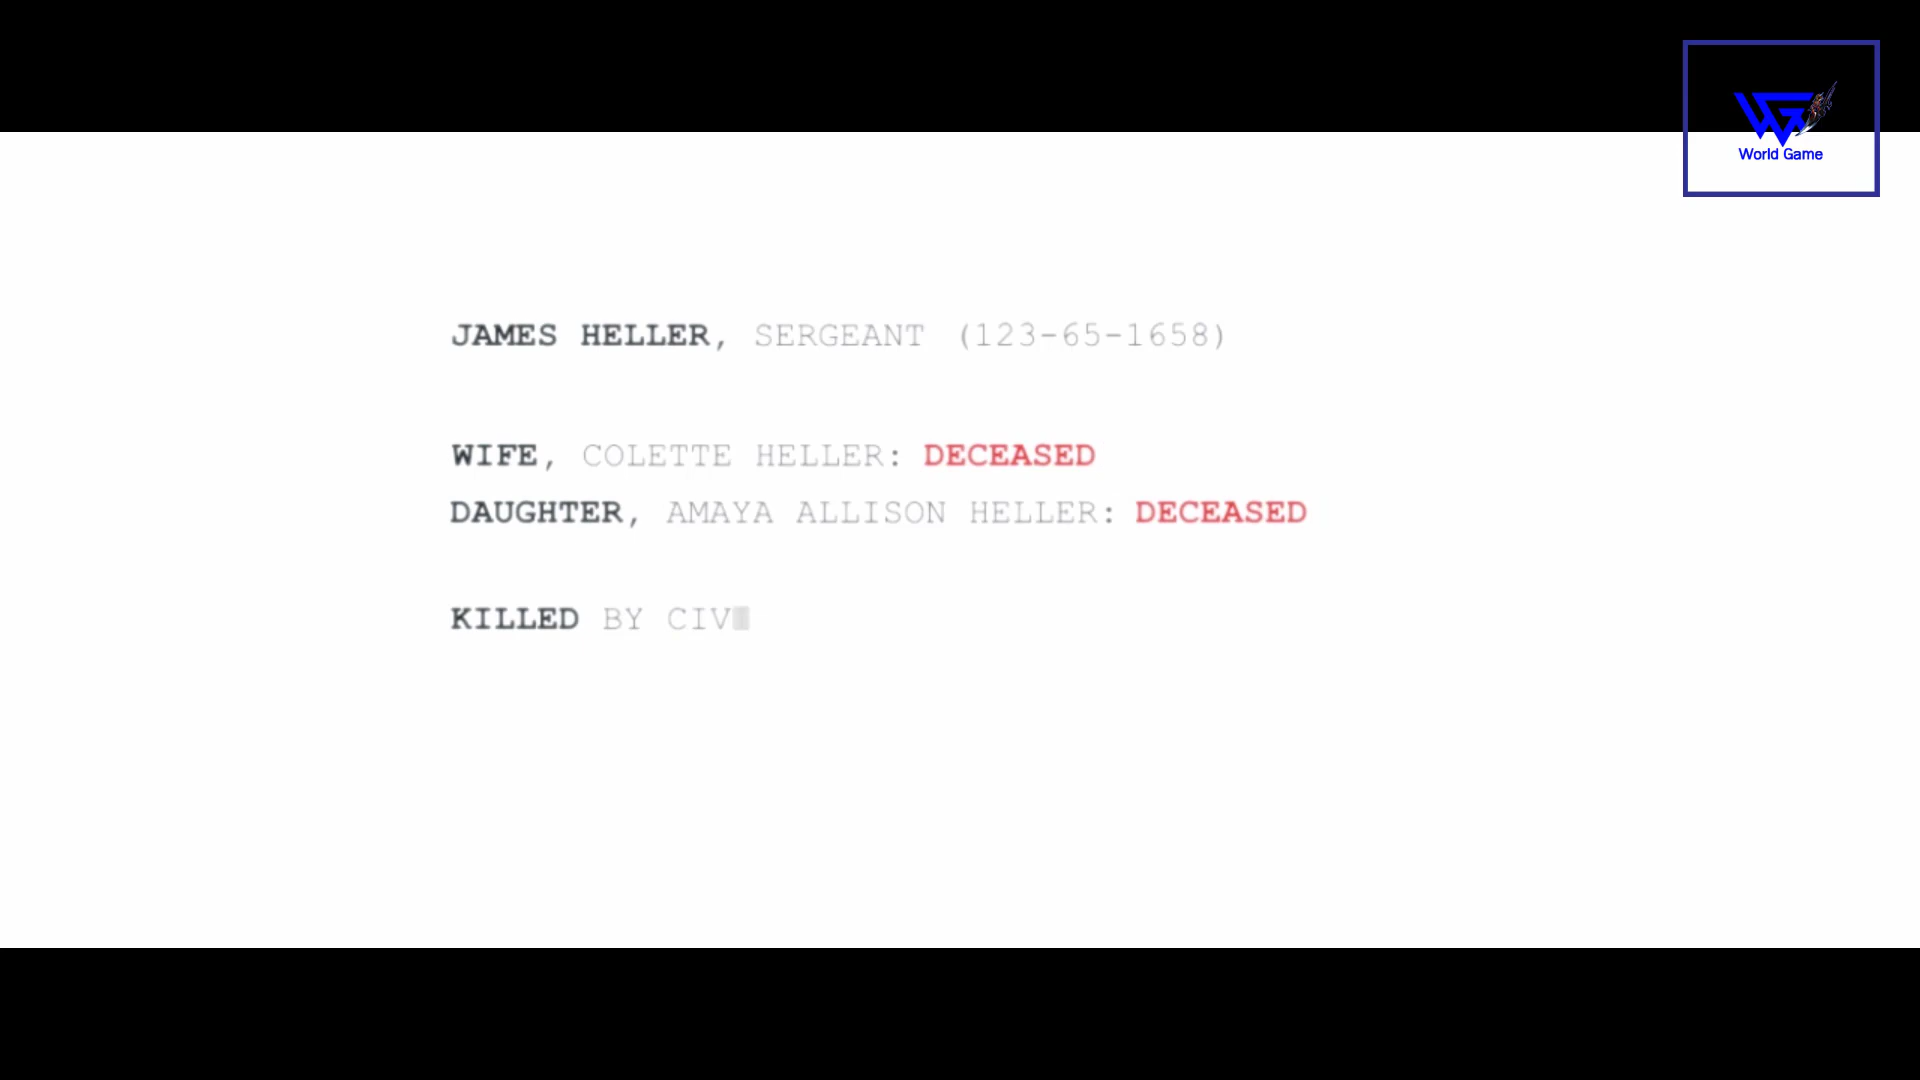 World Game
JAMES HELLER, SERGEANT (123-65-1658)
WIFE, COLETTE HELLER: DECEASED
DAUGHTER, AMAYA ALLISON HELLER: DECEASED
KILLED BY CIV